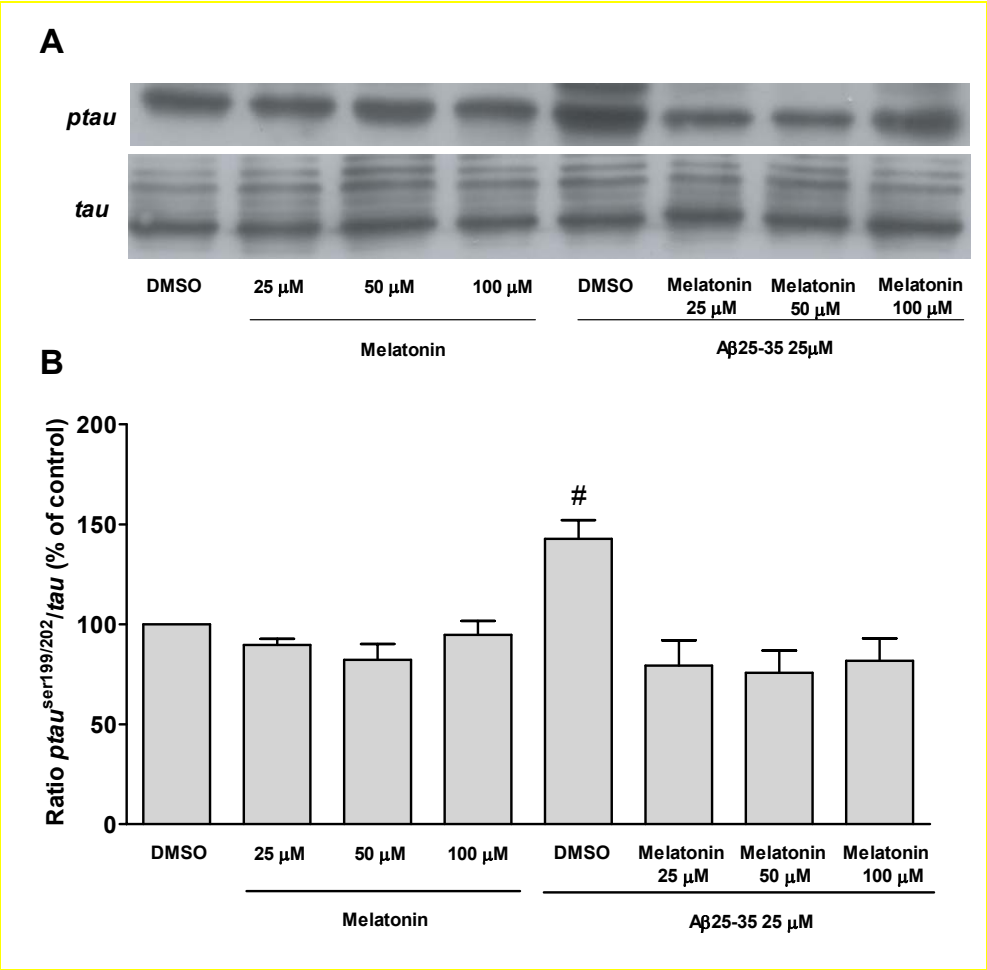 A
ptau
tau
DMSO 25 μM 50 μM 100 μM DMSO Melatonin Melatonin Melatonin
25 μM 50 μM 100 μM
Melatonin Aβ25-35 25μM
B
Ratio ptau^ser199/202/tau (% of control)
200
150
100
50
0
#
DMSO 25 μM 50 μM 100 μM DMSO Melatonin Melatonin Melatonin
25 μM 50 μM 100 μM
Melatonin Aβ25-35 25 μM